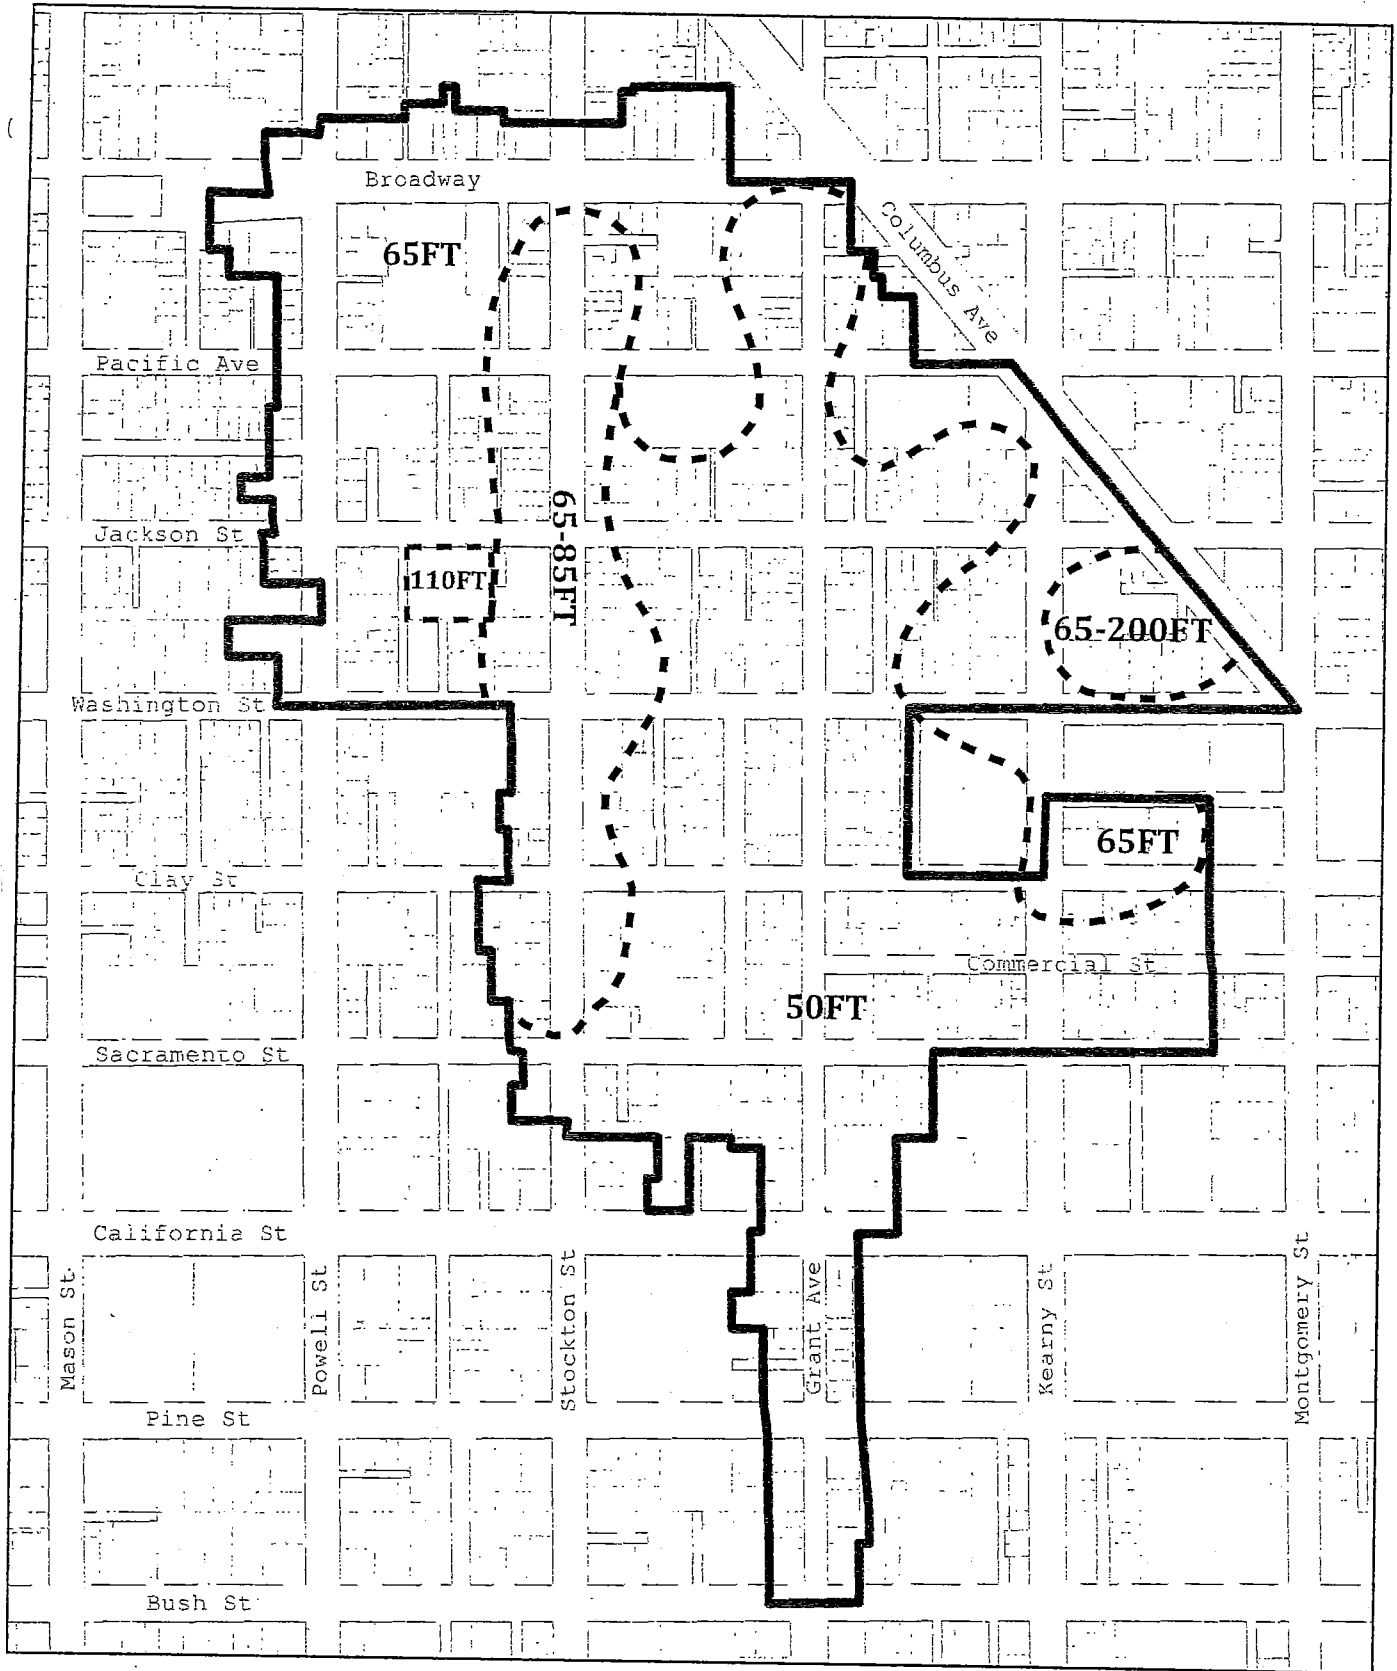 Broadway
65FT
Columbus Ave
Pacific Ave
65-85FT
Jackson St
110FT
65-200FT
Washington St
65FT
Clay St
Commercial St
50FT
Sacramento St
California St
Mason St
Powell St
Stockton St
Grant Ave
Kearny St
Montgomery St
Pine St
Bush St